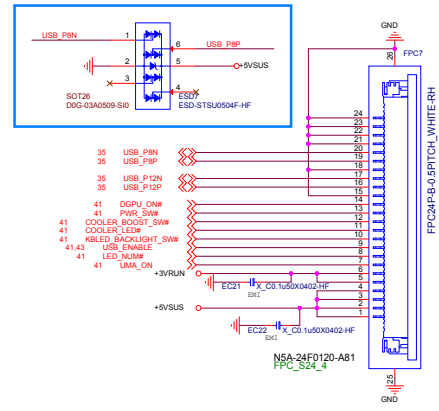 USB_P8N
1
6
USB_P8P
2
5
+5VSUS
3
4
SOT26
D0G-03A0509-SI0
ESD7
ESD-STSU0504F-HF
GND
26
FPC7
FPC24P-B-0.5PITCH_WHITE-RH
24
23
22
21
35 USB_P8N 20
35 USB_P8P 19
18
35 USB_P12N 17
35 USB_P12P 16
15
41 DGPU_ON# 14
41 PWR_SW# 13
41 COOLER_BOOST_SW# 12
41 COOLER_LED# 11
41 KBLED_BACKLIGHT_SW# 10
41,43 USB_ENABLE 9
41 LED_NUM# 8
41 UMA_ON 7
+3VRUN 6
5
EC21 X_C0.1u50X0402-HF 4
EMI
3
+5VSUS 2
1
EC22 X_C0.1u50X0402-HF
EMI
N5A-24F0120-A81
FPC_S24_4
25
GND